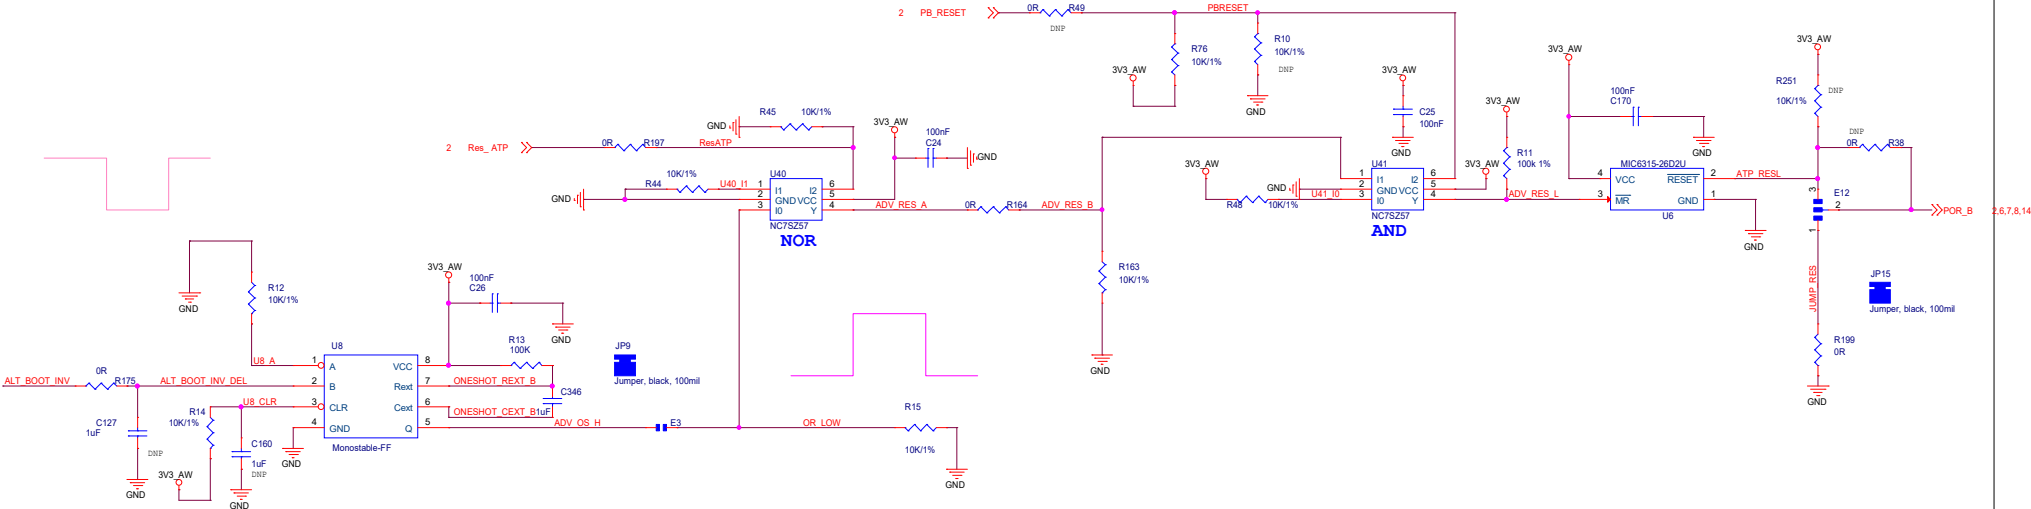 2 PB_RESET
0R R49
DNP
PBRESET
R76
10K/1%
3V3_AW
R10
10K/1%
DNP
GND
3V3_AW
C25
100nF
GND
3V3_AW
R11
100k 1%
3V3_AW
100nF
C170
GND
3V3_AW
R251
10K/1%
DNP
DNP
0R R38
2 Res_ATP
0R R197
ResATP
GND
R45 10K/1%
3V3_AW
100nF
C24
GND
10K/1%
R44
U40_I1
GND
U40
1 I1 I2 6
2 GND VCC 5
3 I0 Y 4
NC7SZ57
NOR
ADV_RES_A
0R R164
ADV_RES_B
R163
10K/1%
GND
3V3_AW
R48 10K/1%
GND
U41_I0
U41
1 I1 I2 6
2 GND VCC 5
3 I0 Y 4
NC7SZ57
AND
3V3_AW
ADV_RES_L
MIC6315-26D2U
4 VCC RESET 2
3 MR GND 1
U6
GND
ATP_RESL
3
E12
2
1
POR_B 2,6,7,8,14
JUMP_RES
JP15
Jumper, black, 100mil
R199
0R
GND
GND
R12
10K/1%
3V3_AW
100nF
C26
GND
R13
100K
JP9
Jumper, black, 100mil
U8
U8_A
1 A VCC 8
2 B Rext 7
3 CLR Cext 6
4 GND Q 5
Monostable-FF
ALT_BOOT_INV
0R
R175
ALT_BOOT_INV_DEL
C127
1uF
DNP
GND
R14
10K/1%
U8_CLR
3V3_AW
C160
1uF
DNP
GND
GND
ONESHOT_REXT_B
C346
1uF
ONESHOT_CEXT_B
ADV_OS_H
E3
OR_LOW
R15
10K/1%
GND